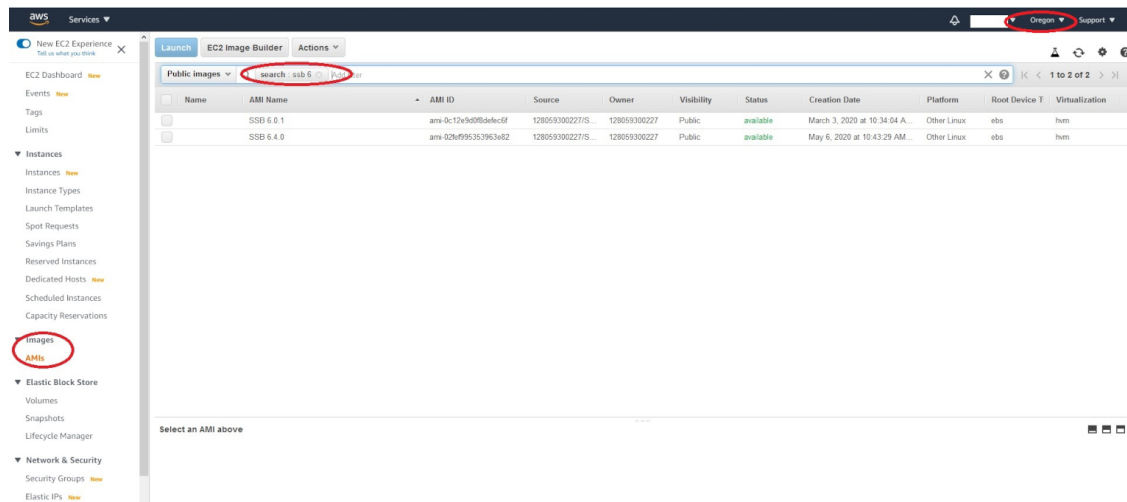 aws Services ▼ Oregon ▼ Support ▼
New EC2 Experience
Tell us what you think
EC2 Dashboard New
Events New
Tags
Limits
▼ Instances
Instances New
Instance Types
Launch Templates
Spot Requests
Savings Plans
Reserved Instances
Dedicated Hosts New
Scheduled Instances
Capacity Reservations
▼ Images
AMIs
▼ Elastic Block Store
Volumes
Snapshots
Lifecycle Manager
▼ Network & Security
Security Groups New
Elastic IPs New
Launch EC2 Image Builder Actions
Public images search : ssb 6 Add filter 1 to 2 of 2
Name AMI Name AMI ID Source Owner Visibility Status Creation Date Platform Root Device T Virtualization
SSB 6.0.1 ami-0c12e9d0f8defec6f 128059300227/S... 128059300227 Public available March 3, 2020 at 10:34:04 A... Other Linux ebs hvm
SSB 6.4.0 ami-02fef995353963e82 128059300227/S... 128059300227 Public available May 6, 2020 at 10:43:29 AM... Other Linux ebs hvm
Select an AMI above